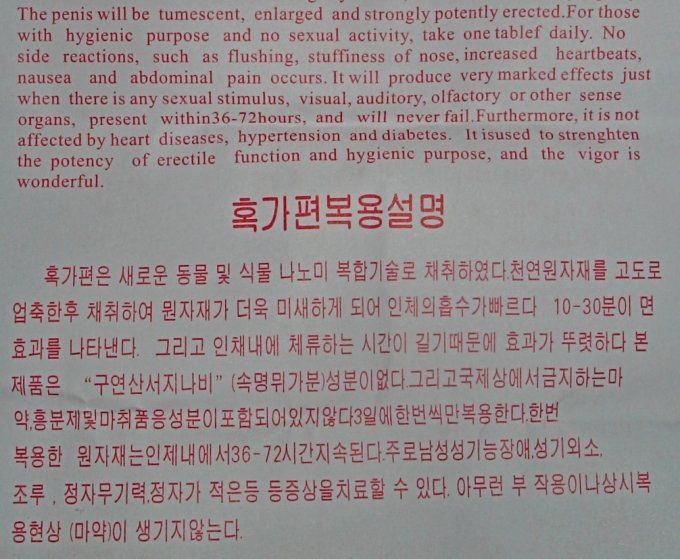 The penis will be tumescent, enlarged and strongly potently erected.For those
with hygienic purpose and no sexual activity, take one tablef daily. No
side reactions, such as flushing, stuffiness of nose, increased heartbeats,
nausea and abdominal pain occurs. It will produce very marked effects just
when there is any sexual stimulus, visual, auditory, olfactory or other sense
organs, present within36-72hours, and will never fail.Furthermore, it is not
affected by heart diseases, hypertension and diabetes. It isused to strenghten
the potency of erectile function and hygienic purpose, and the vigor is
wonderful.
혹가편복용설명
혹가편은 새로운 동물 및 식물 나노미 복합기술로 채취하였다.천연원자재를 고도로
업축한후 채취하여 원자재가 더욱 미새하게 되어 인체의흡수가빠르다 10-30분이 면
효과를 나타낸다. 그리고 인채내에 체류하는 시간이 길기때문에 효과가 뚜렷하다 본
제품은 “구연산서지나비” (속명뮈가분)성분이없다.그리고국제상에서금지하는마
약,흥분제및마취품응성분이포함되어있지않다3일에한번씩만복용한다.한번
복용한 원자재는인제내에서36-72시간지속된다.주로남성성기능장애,성기외소,
조루 , 정자무기력,정자가 적은등 등증상을치료할 수 있다. 아무런 부 작용이나상시복
용현상 (마약)이 생기지않는다.